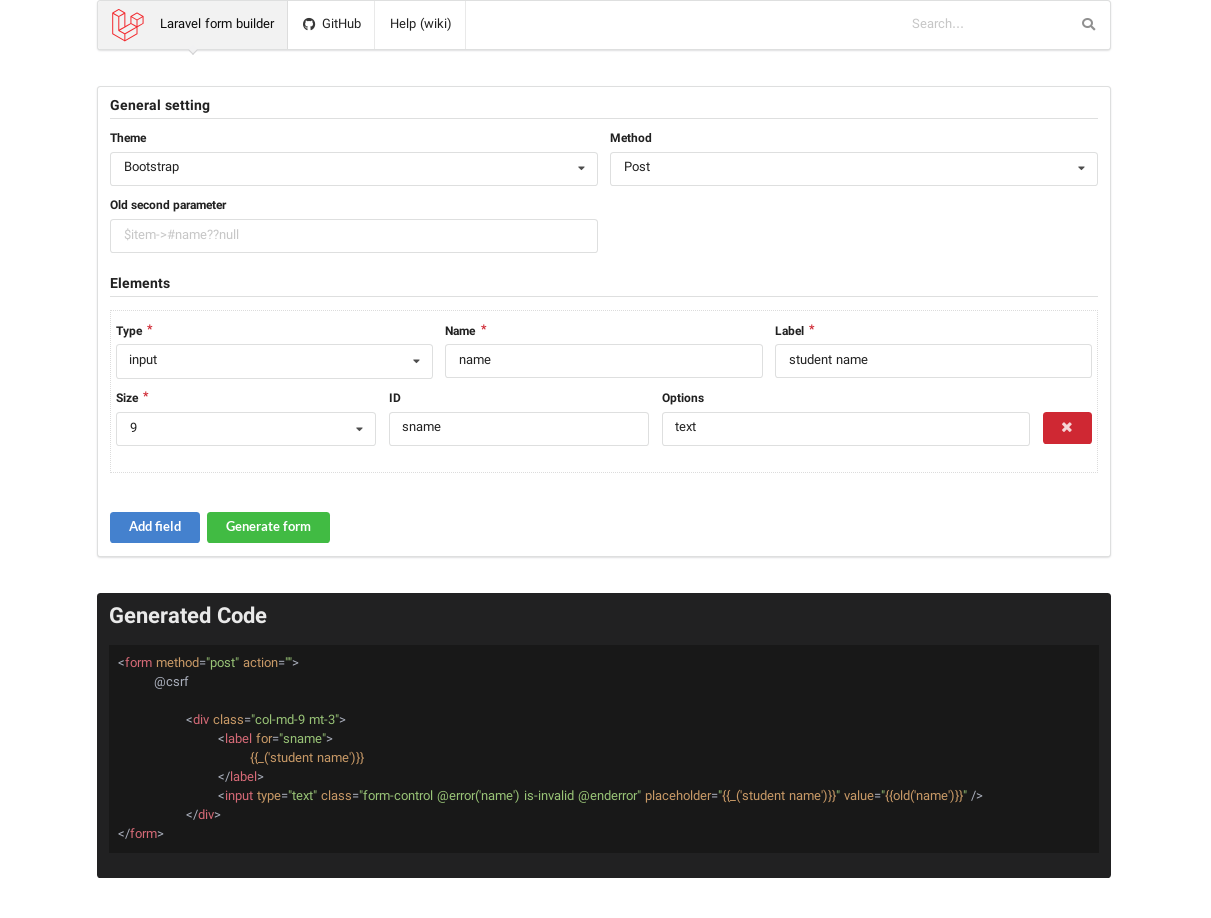 Laravel form builder GitHub Help (wiki) Search...
General setting
Theme Method
Bootstrap Post
Old second parameter
$item->#name??null
Elements
Type * Name * Label *
input name student name
Size * ID Options
9 sname text
Add field Generate form
Generated Code
<form method="post" action="">
@csrf
<div class="col-md-9 mt-3">
<label for="sname">
{{_('student name')}}
</label>
<input type="text" class="form-control @error('name') is-invalid @enderror" placeholder="{{_('student name')}}" value="{{old('name')}}" />
</div>
</form>